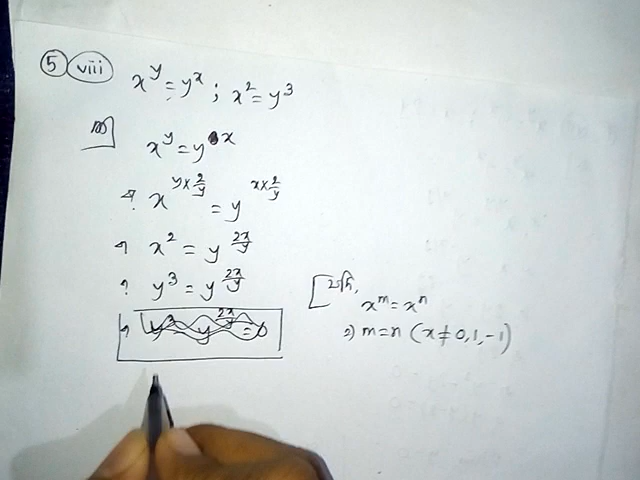 5 viii x^y = y^x ; x^2 = y^3
x^y = y^x
x^{y×2/y} = y^{x×2/y}
x^2 = y^{2x/y}
y^3 = y^{2x/y}
[ x^m = x^n
⇒ m = n (x ≠ 0, 1, -1)